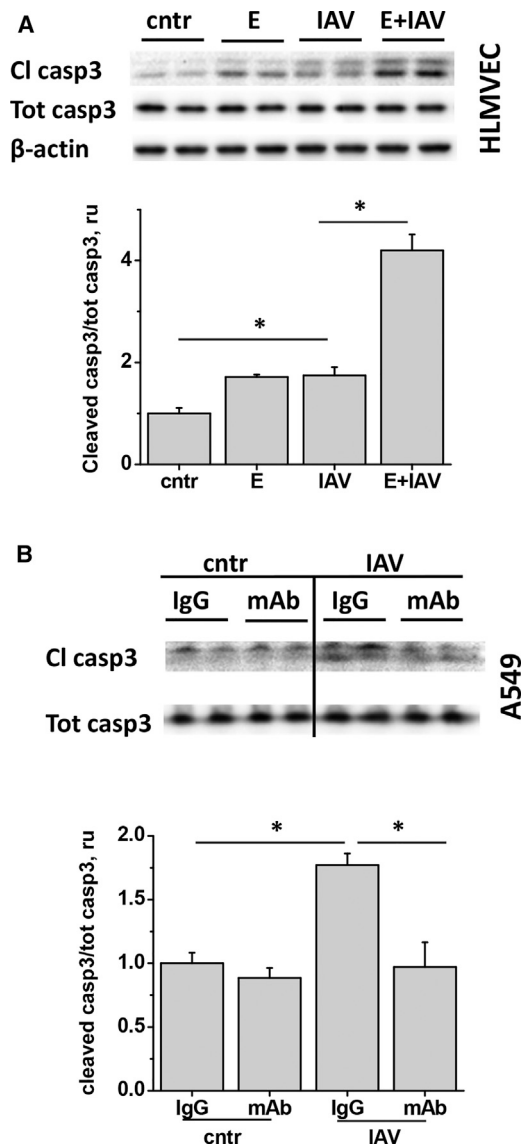 A
cntr E IAV E+IAV
Cl casp3
Tot casp3
β-actin
HLMVEC
Cleaved casp3/tot casp3, ru
*
*
4
2
0
cntr E IAV E+IAV
B
cntr IAV
IgG mAb IgG mAb
Cl casp3
Tot casp3
A549
cleaved casp3/tot casp3, ru
2.0
* *
1.5
1.0
0.5
0.0
IgG mAb IgG mAb
cntr IAV